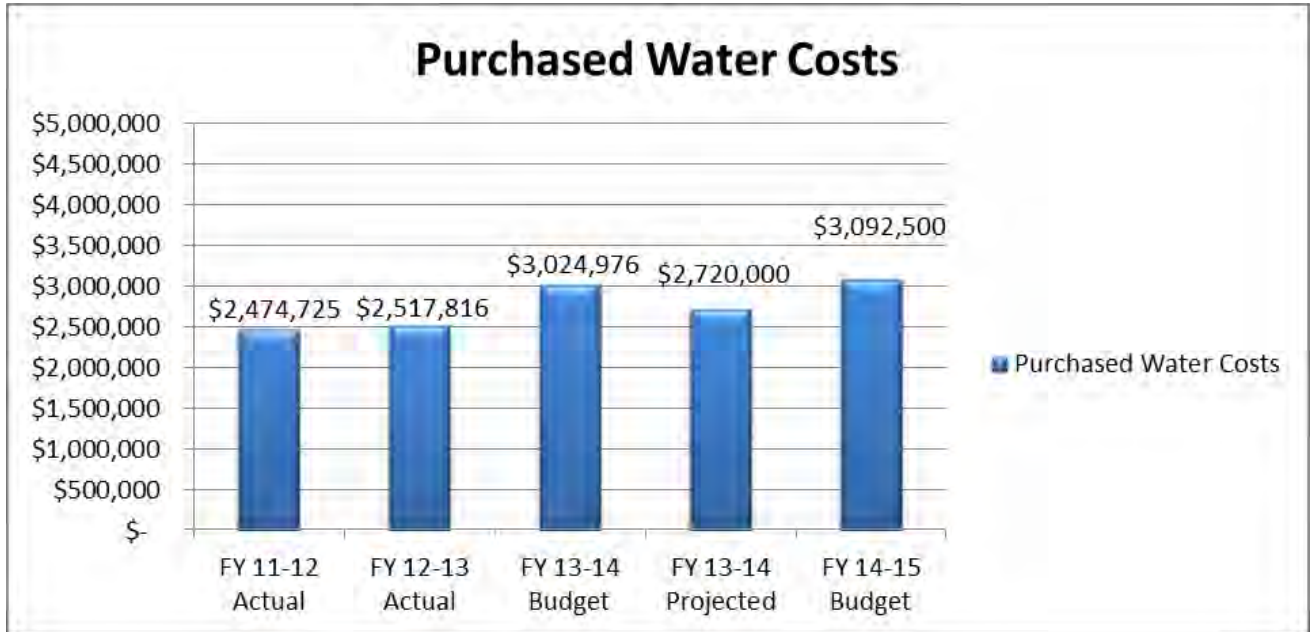 Purchased Water Costs
$5,000,000
$4,500,000
$4,000,000
$3,500,000
$3,000,000
$2,500,000
$2,000,000
$1,500,000
$1,000,000
$500,000
$-
$2,474,725
$2,517,816
$3,024,976
$2,720,000
$3,092,500
FY 11-12
Actual
FY 12-13
Actual
FY 13-14
Budget
FY 13-14
Projected
FY 14-15
Budget
Purchased Water Costs